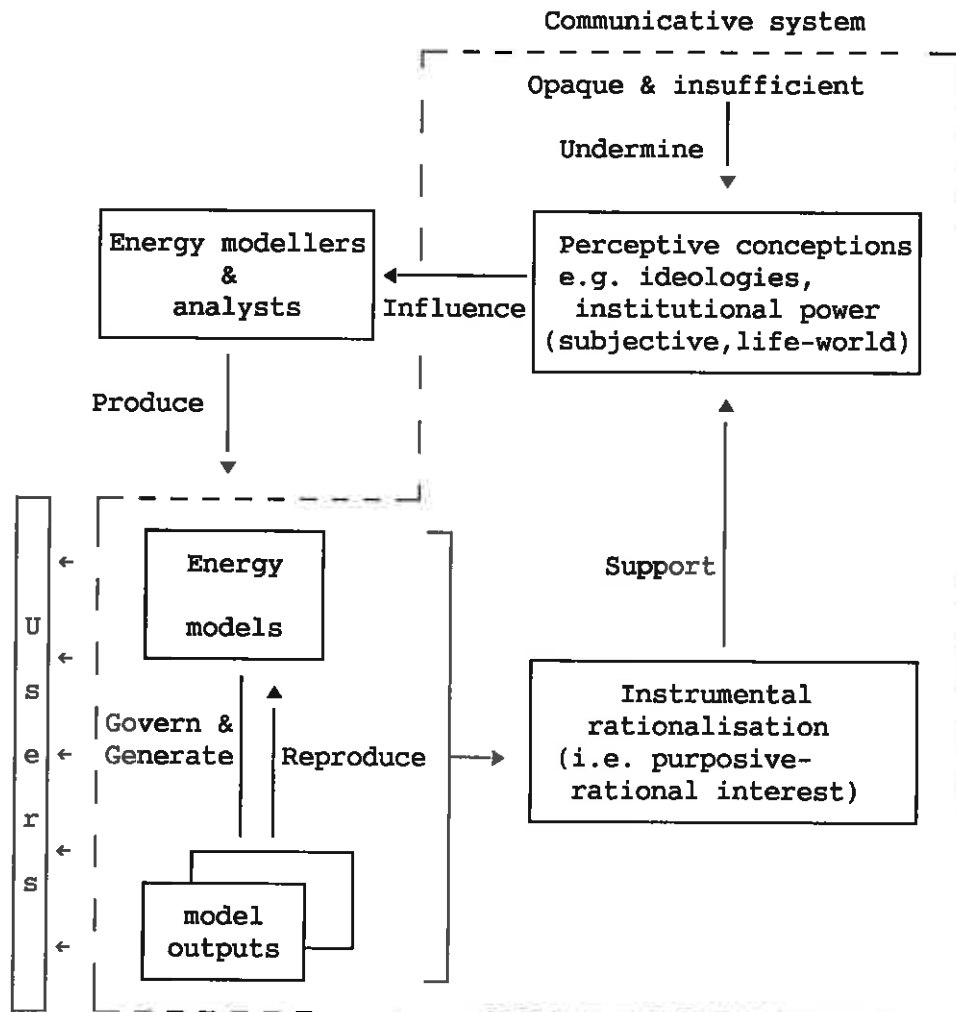 Communicative system
Opaque & insufficient
Undermine
Energy modellers
&
analysts
Influence
Perceptive conceptions
e.g. ideologies,
institutional power
(subjective,life-world)
Produce
Users
Energy
models
Govern &
Generate
Reproduce
model
outputs
Support
Instrumental
rationalisation
(i.e. purposive-
rational interest)